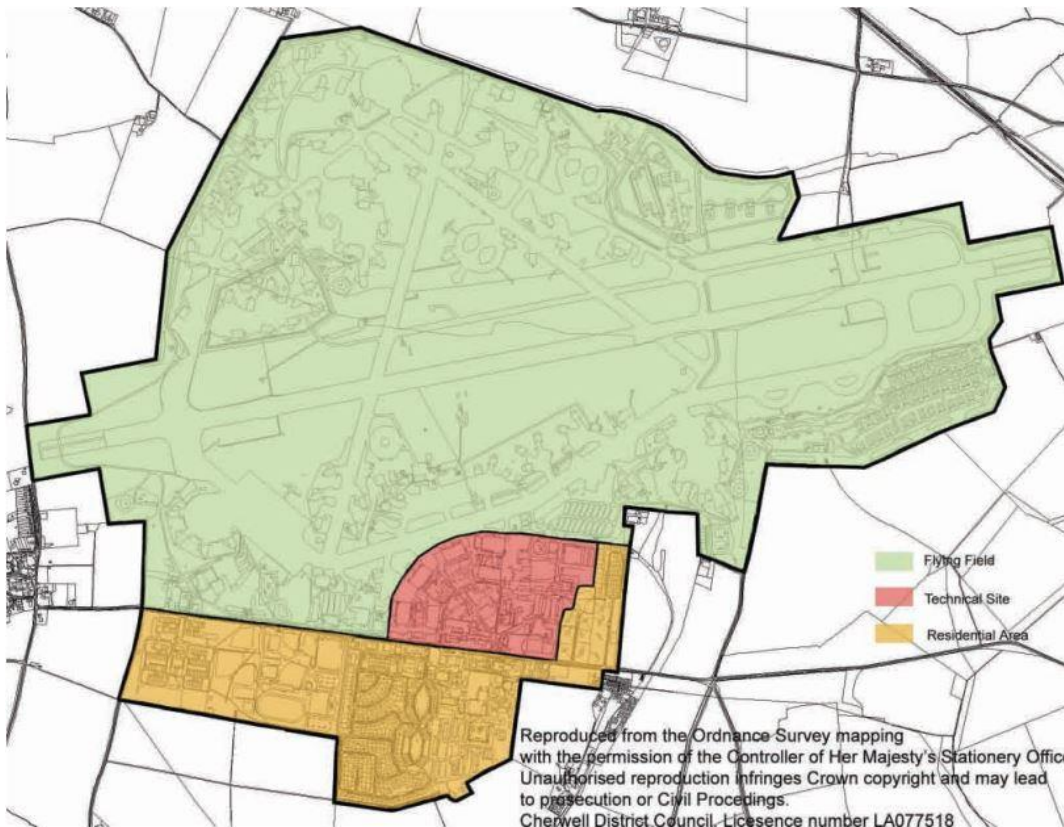 Flying Field
Technical Site
Residential Area
Reproduced from the Ordnance Survey mapping
with the permission of the Controller of Her Majesty's Stationery Office
Unauthorised reproduction infringes Crown copyright and may lead
to prosecution or Civil Procedings.
Cherwell District Council. Licesence number LA077518